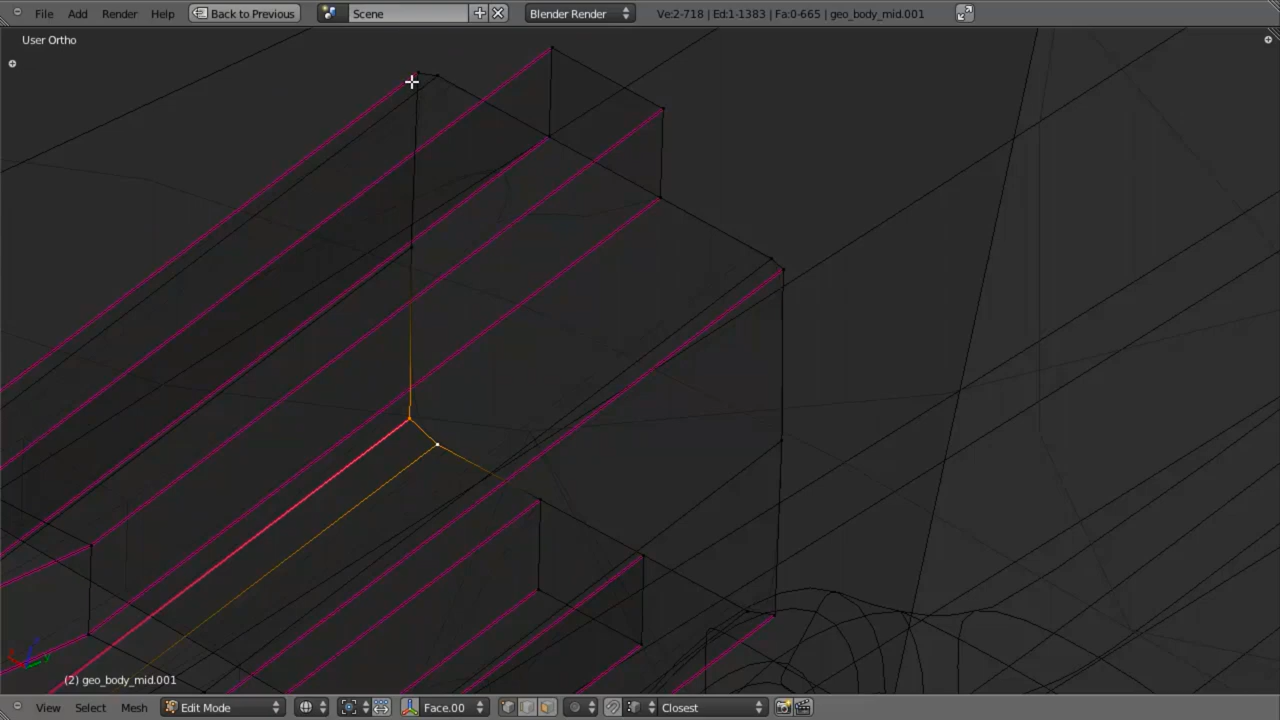 File Add Render Help Back to Previous Scene Blender Render Ve:2-718 | Ed:1-1383 | Fa:0-665 | geo_body_mid.001
User Ortho
(2) geo_body_mid.001
View Select Mesh Edit Mode Face.00 Closest